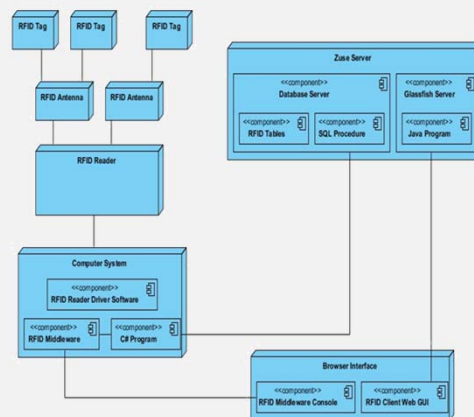 RFID Tag
RFID Tag
RFID Tag
RFID Antenna
RFID Antenna
RFID Reader
Computer System
<<component>>
RFID Reader Driver Software
<<component>>
RFID Middleware
<<component>>
C# Program
Zuse Server
<<component>>
Database Server
<<component>>
RFID Tables
<<component>>
SQL Procedure
<<component>>
Glassfish Server
<<component>>
Java Program
Browser Interface
<<component>>
RFID Middleware Console
<<component>>
RFID Client Web GUI